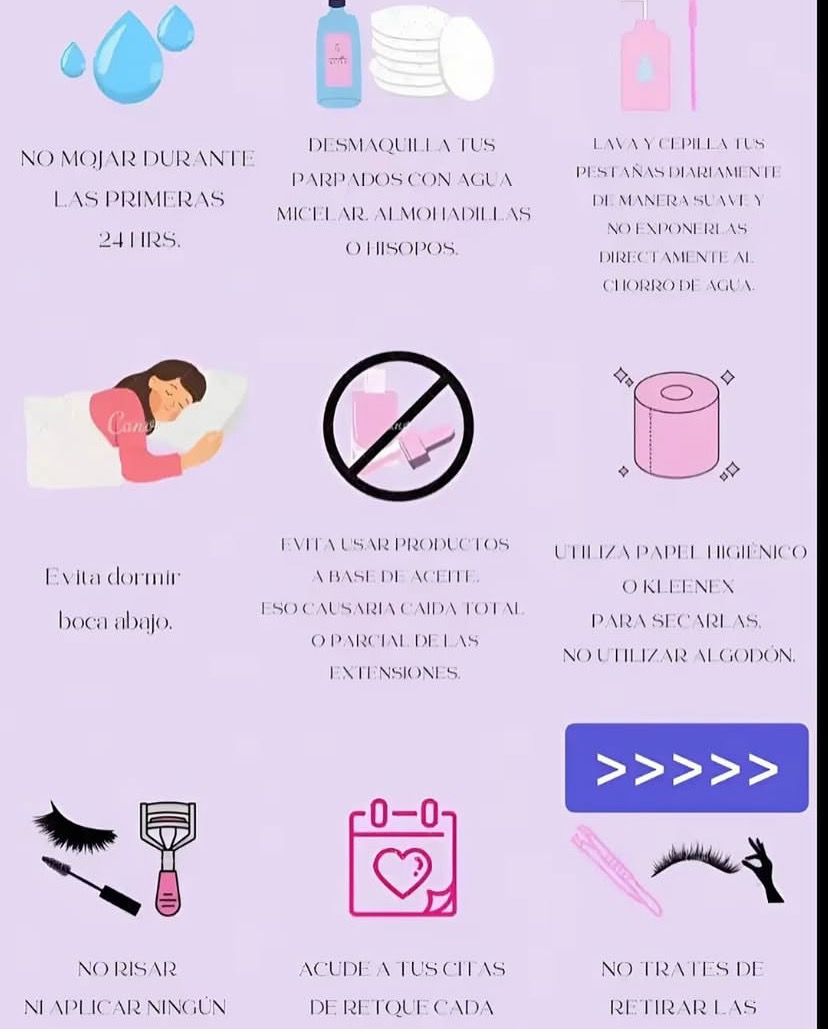 NO MOJAR DURANTE
LAS PRIMERAS
24 HRS.
DESMAQUILLA TUS
PARPADOS CON AGUA
MICELAR, ALMOHADILLAS
O HISOPOS.
LAVA Y CEPILLA TUS
PESTAÑAS DIARIAMENTE
DE MANERA SUAVE Y
NO EXPONERLAS
DIRECTAMENTE AL
CHORRO DE AGUA.
Canv
Evita dormir
boca abajo.
EVITA USAR PRODUCTOS
A BASE DE ACEITE,
ESO CAUSARIA CAIDA TOTAL
O PARCIAL DE LAS
EXTENSIONES.
UTILIZA PAPEL HIGIÉNICO
O KLEENEX
PARA SECARLAS,
NO UTILIZAR ALGODÓN.
>>>>>
NO RISAR
NI APLICAR NINGÚN
ACUDE A TUS CITAS
DE RETQUE CADA
NO TRATES DE
RETIRAR LAS